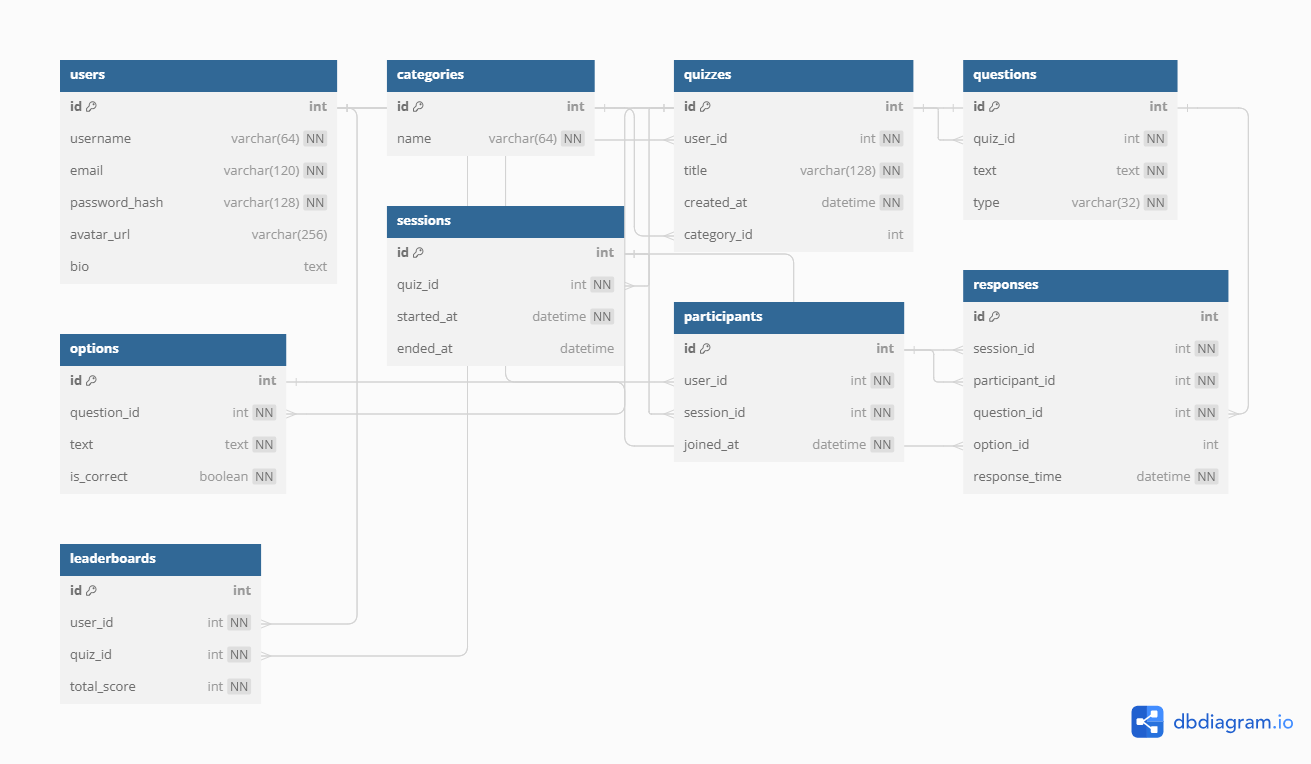 users
id int
username varchar(64) NN
email varchar(120) NN
password_hash varchar(128) NN
avatar_url varchar(256)
bio text
categories
id int
name varchar(64) NN
quizzes
id int
user_id int NN
title varchar(128) NN
created_at datetime NN
category_id int
questions
id int
quiz_id int NN
text text NN
type varchar(32) NN
sessions
id int
quiz_id int NN
started_at datetime NN
ended_at datetime
responses
id int
session_id int NN
participant_id int NN
question_id int NN
option_id int
response_time datetime NN
participants
id int
user_id int NN
session_id int NN
joined_at datetime NN
options
id int
question_id int NN
text text NN
is_correct boolean NN
leaderboards
id int
user_id int NN
quiz_id int NN
total_score int NN
dbdiagram.io